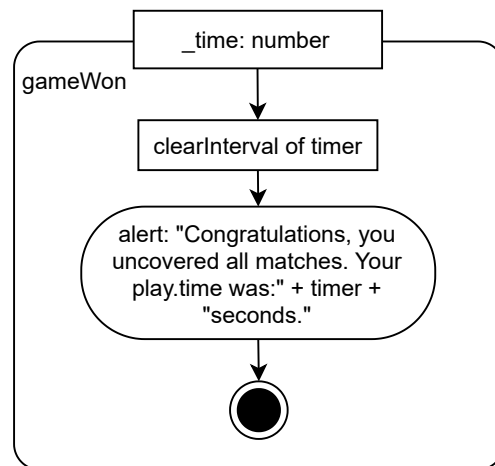 _time: number
gameWon
clearInterval of timer
alert: "Congratulations, you
uncovered all matches. Your
play.time was:" + timer +
"seconds."